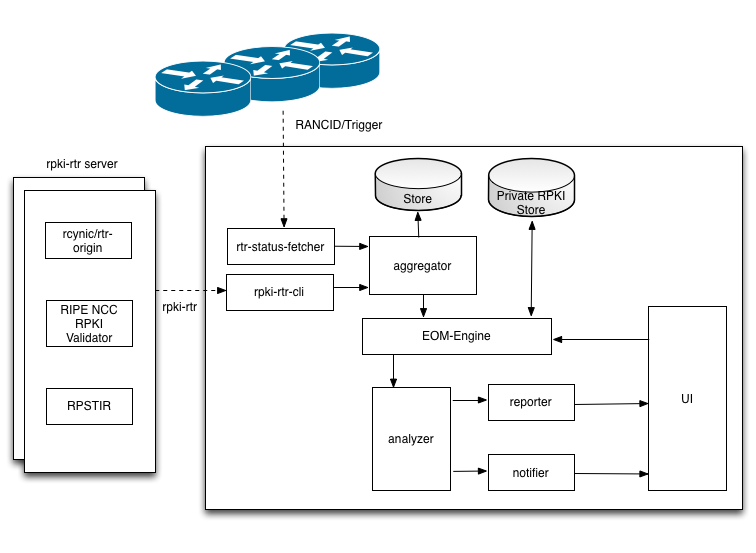 RANCID/Trigger
rpki-rtr server
Store
Private RPKI
Store
rcynic/rtr-
origin
rtr-status-fetcher
aggregator
rpki-rtr-cli
rpki-rtr
RIPE NCC
RPKI
Validator
EOM-Engine
RPSTIR
analyzer
reporter
UI
notifier